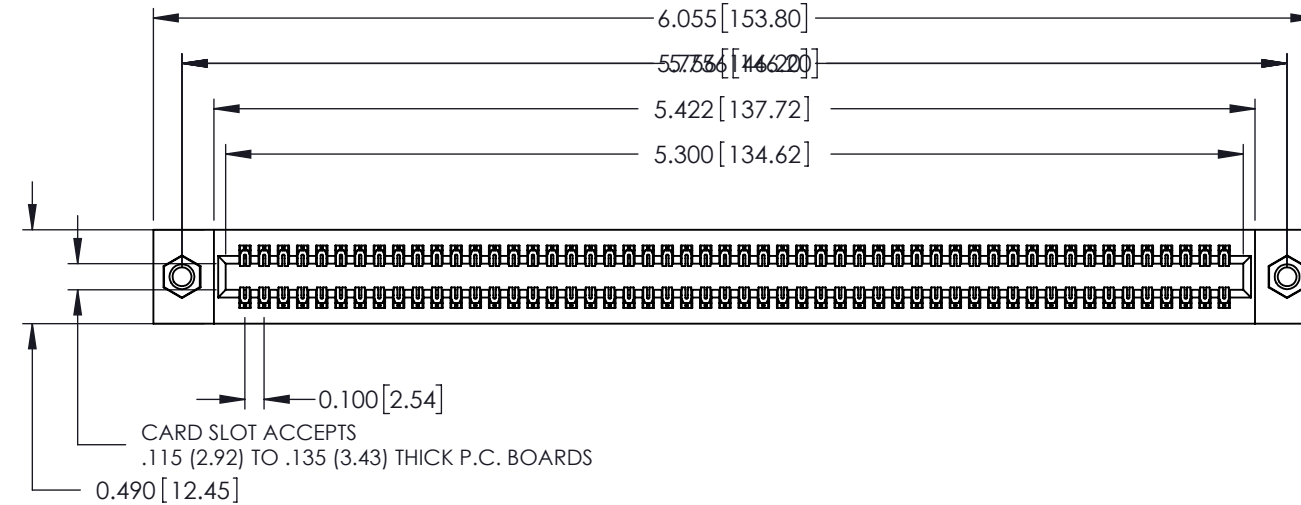 6.055[153.80]
5.422[137.72]
5.300[134.62]
0.100[2.54]
CARD SLOT ACCEPTS
.115 (2.92) TO .135 (3.43) THICK P.C. BOARDS
0.490[12.45]